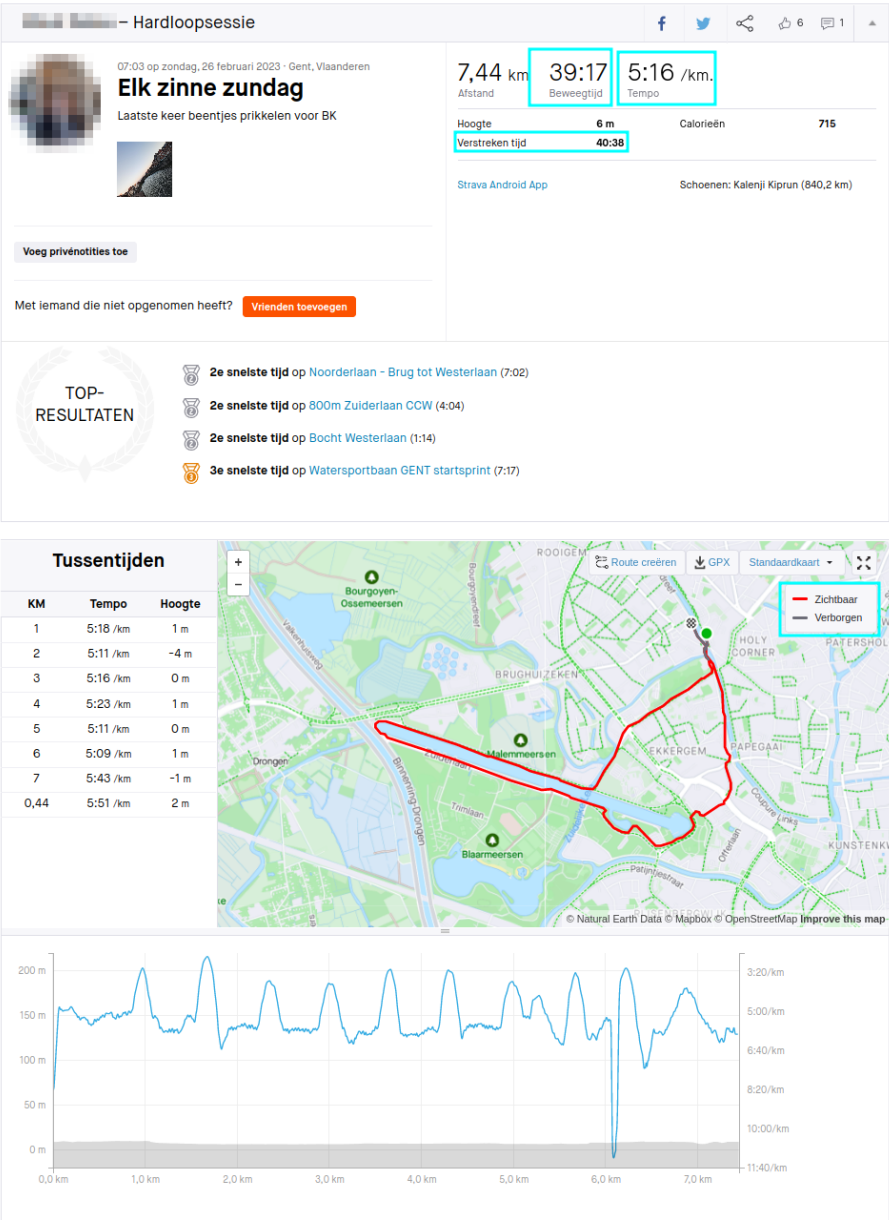 – Hardloopsessie
6
1
07:03 op zondag, 26 februari 2023 · Gent, Vlaanderen
Elk zinne zundag
Laatste keer beentjes prikkelen voor BK
Voeg privénotities toe
Met iemand die niet opgenomen heeft?
Vrienden toevoegen
7,44 km
Afstand
39:17
Beweegtijd
5:16 /km.
Tempo
Hoogte 6 m Calorieën 715
Verstreken tijd 40:38
Strava Android App
Schoenen: Kalenji Kiprun (840,2 km)
TOP-
RESULTATEN
2e snelste tijd op Noorderlaan - Brug tot Westerlaan (7:02)
2e snelste tijd op 800m Zuiderlaan CCW (4:04)
2e snelste tijd op Bocht Westerlaan (1:14)
3e snelste tijd op Watersportbaan GENT startsprint (7:17)
Tussentijden
KM Tempo Hoogte
1 5:18 /km 1 m
2 5:11 /km -4 m
3 5:16 /km 0 m
4 5:23 /km 1 m
5 5:11 /km 0 m
6 5:09 /km 1 m
7 5:43 /km -1 m
0,44 5:51 /km 2 m
+
-
Route creëren
GPX
Standaardkaart
Zichtbaar
Verborgen
ROOIGEM
Bourgoyen-
Ossemeersen
Bourgoyendreef
Valkenhuisweg
HOLY
CORNER
PATERSHOL
BRUGHUIZEKEN
Drongen
Zuiderlaan
Malemmeersen
EKKERGEM
PAPEGAAI
Binnenring-Drongen
Trimlaan
Coupure Links
Blaarmeersen
Offerlaan
KUNSTENKW
Patijntjestraat
© Natural Earth Data © Mapbox © OpenStreetMap Improve this map
200 m
150 m
100 m
50 m
0 m
3:20/km
5:00/km
6:40/km
8:20/km
10:00/km
11:40/km
0,0 km 1,0 km 2,0 km 3,0 km 4,0 km 5,0 km 6,0 km 7,0 km